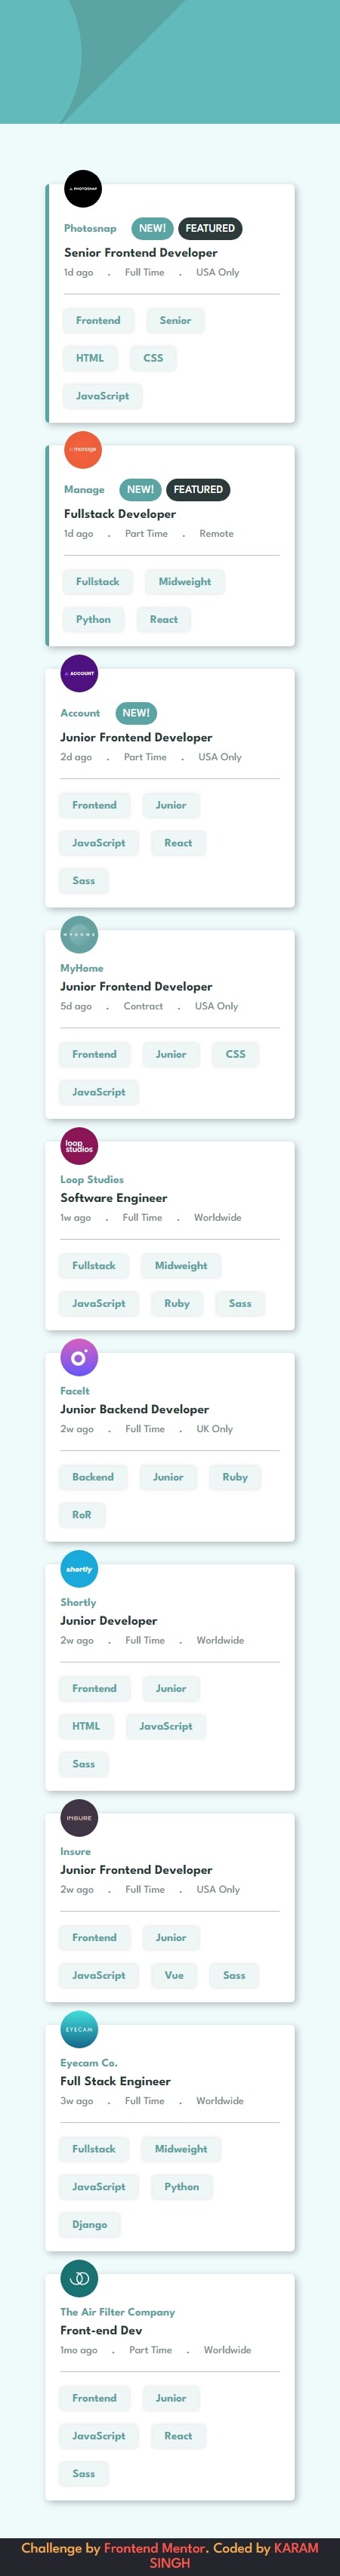 PHOTOSNAP
Photosnap NEW! FEATURED
Senior Frontend Developer
1d ago . Full Time . USA Only
Frontend Senior
HTML CSS
JavaScript
manage
Manage NEW! FEATURED
Fullstack Developer
1d ago . Part Time . Remote
Fullstack Midweight
Python React
ACCOUNT
Account NEW!
Junior Frontend Developer
2d ago . Part Time . USA Only
Frontend Junior
JavaScript React
Sass
MYHOME
MyHome
Junior Frontend Developer
5d ago . Contract . USA Only
Frontend Junior CSS
JavaScript
loop
studios
Loop Studios
Software Engineer
1w ago . Full Time . Worldwide
Fullstack Midweight
JavaScript Ruby Sass
FaceIt
Junior Backend Developer
2w ago . Full Time . UK Only
Backend Junior Ruby
RoR
shortly
Shortly
Junior Developer
2w ago . Full Time . Worldwide
Frontend Junior
HTML JavaScript
Sass
INSURE
Insure
Junior Frontend Developer
2w ago . Full Time . USA Only
Frontend Junior
JavaScript Vue Sass
EYECAM
Eyecam Co.
Full Stack Engineer
3w ago . Full Time . Worldwide
Fullstack Midweight
JavaScript Python
Django
The Air Filter Company
Front-end Dev
1mo ago . Part Time . Worldwide
Frontend Junior
JavaScript React
Sass
Challenge by Frontend Mentor. Coded by KARAM
SINGH